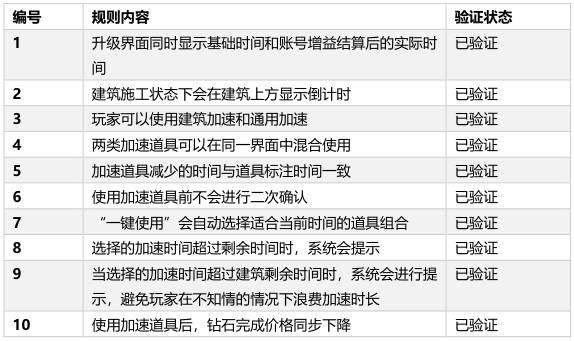 编号 规则内容 验证状态
1 升级界面同时显示基础时间和账号增益结算后的实际时 已验证
间
2 建筑施工状态下会在建筑上方显示倒计时 已验证
3 玩家可以使用建筑加速和通用加速 已验证
4 两类加速道具可以在同一界面中混合使用 已验证
5 加速道具减少的时间与道具标注时间一致 已验证
6 使用加速道具前不会进行二次确认 已验证
7 “一键使用”会自动选择适合当前时间的道具组合 已验证
8 选择的加速时间超过剩余时间时，系统会提示 已验证
9 当选择的加速时间超过建筑剩余时间时，系统会进行提 已验证
示，避免玩家在不知情的情况下浪费加速时长
10 使用加速道具后，钻石完成价格同步下降 已验证